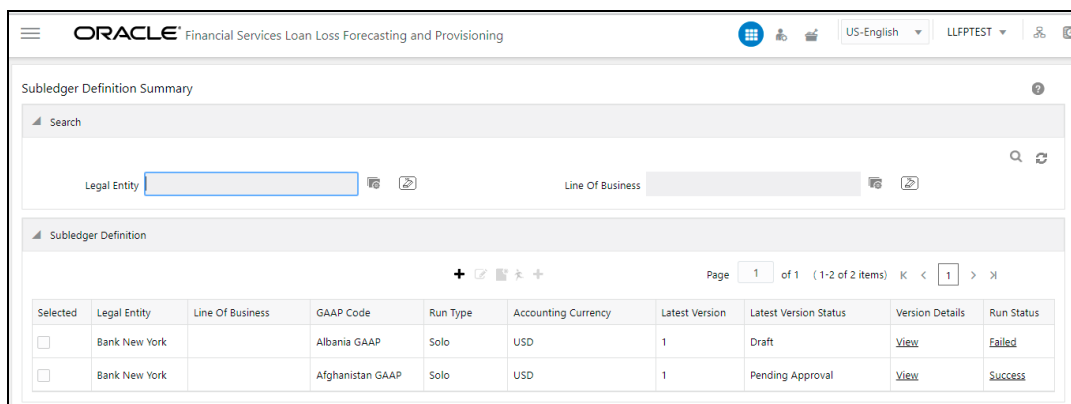 ORACLE® Financial Services Loan Loss Forecasting and Provisioning US-English LLFPTEST
Subledger Definition Summary
Search
Legal Entity Line Of Business
Subledger Definition
Page 1 of 1 (1-2 of 2 items) 1
Selected Legal Entity Line Of Business GAAP Code Run Type Accounting Currency Latest Version Latest Version Status Version Details Run Status
Bank New York Albania GAAP Solo USD 1 Draft View Failed
Bank New York Afghanistan GAAP Solo USD 1 Pending Approval View Success